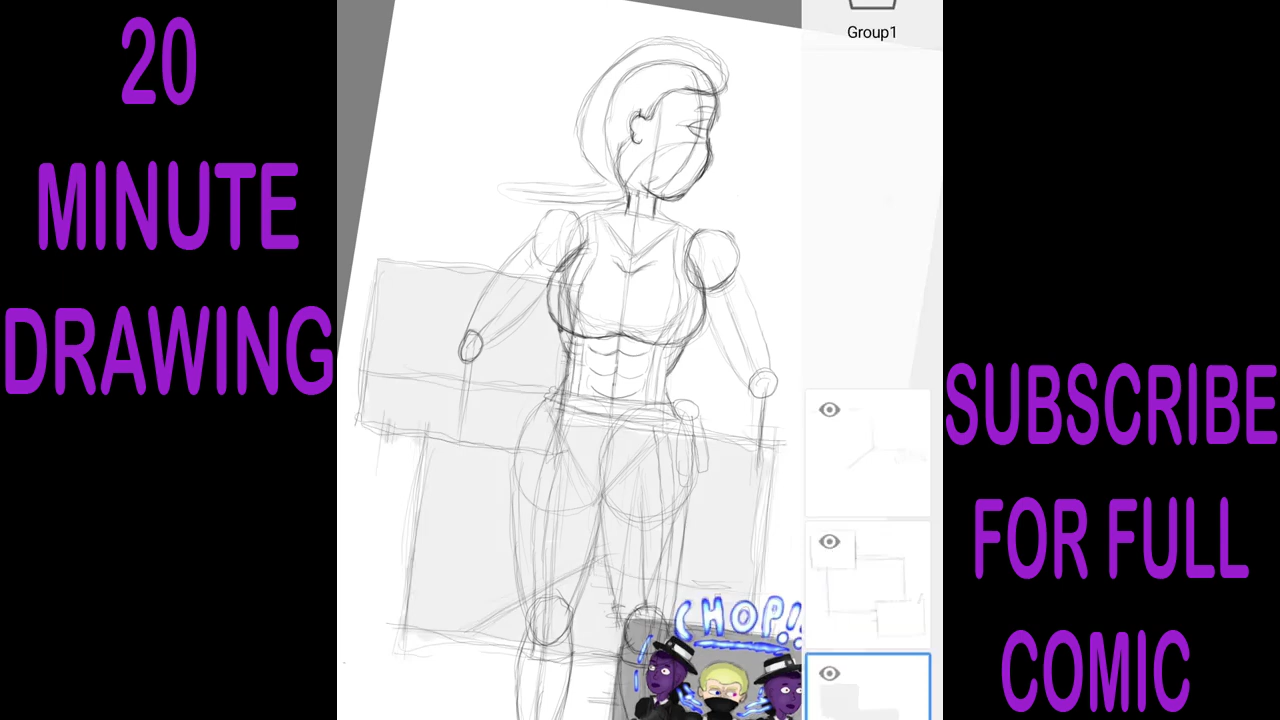 20
MINUTE
DRAWING
Group1
CHOP!!
SUBSCRIBE
FOR FULL
COMIC